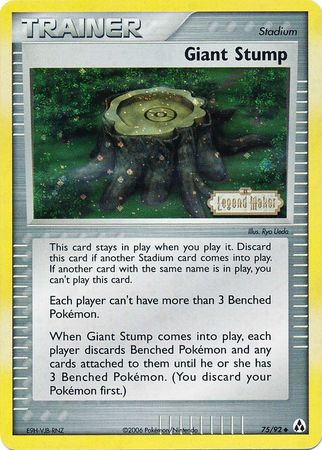 TRAINER
Stadium
Giant Stump
Legend Maker
Illus. Ryo Ueda
This card stays in play when you play it. Discard
this card if another Stadium card comes into play.
If another card with the same name is in play, you
can't play this card.
Each player can't have more than 3 Benched
Pokémon.
When Giant Stump comes into play, each
player discards Benched Pokémon and any
cards attached to them until he or she has
3 Benched Pokémon. (You discard your
Pokémon first.)
E9H-VJB-RNZ
©2006 Pokémon/Nintendo
75/92